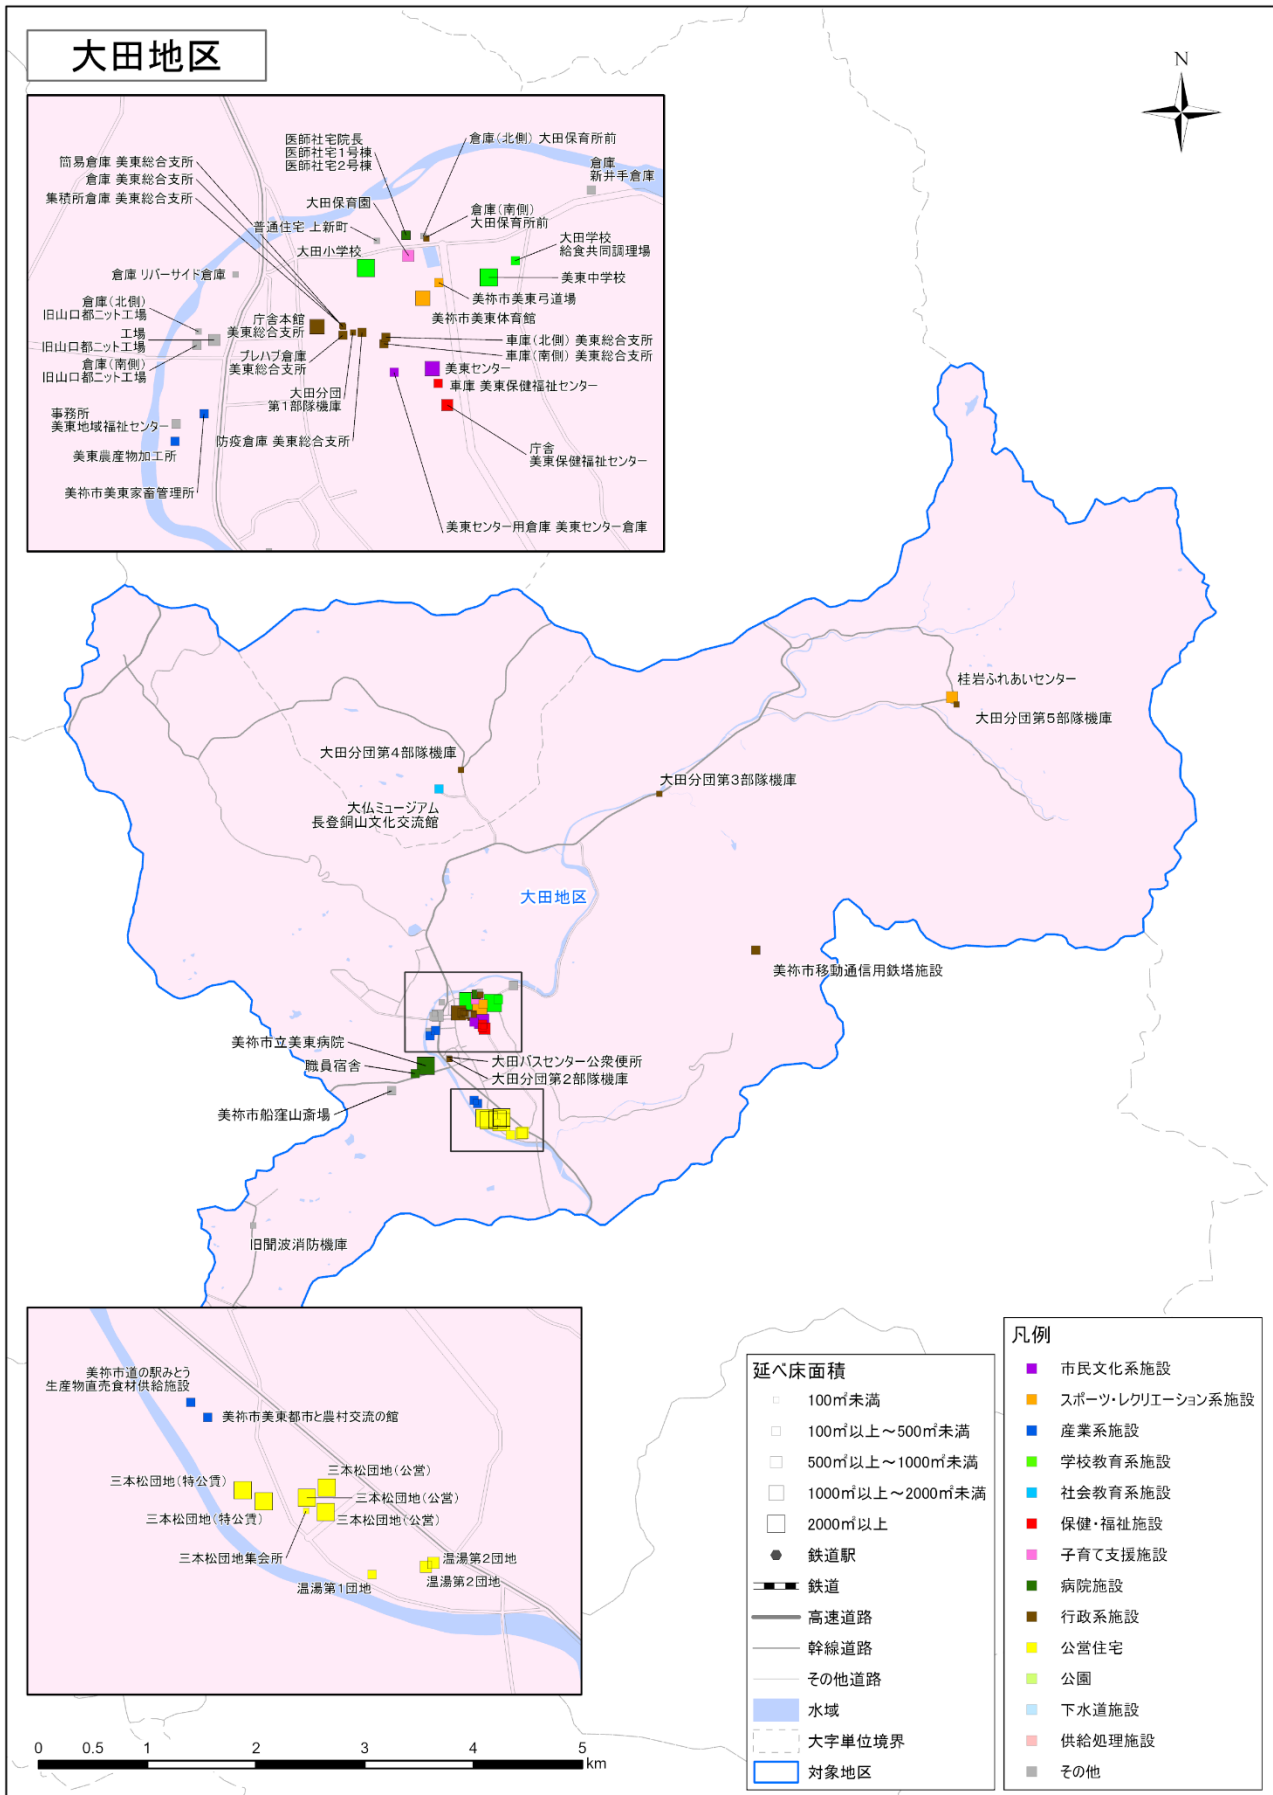 大田地区
N
医師社宅院長
医師社宅1号棟
医師社宅2号棟
倉庫(北側) 大田保育所前
簡易倉庫 美東総合支所
倉庫 美東総合支所
集積所倉庫 美東総合支所
倉庫
新井手倉庫
大田保育園
倉庫(南側)
大田保育所前
普通住宅 上新町
大田小学校
大田学校
給食共同調理場
倉庫 リバーサイド倉庫
美東中学校
美祢市美東弓道場
倉庫(北側)
旧山口都ニット工場
庁舎本館
美東総合支所
美祢市美東体育館
工場
旧山口都ニット工場
車庫(北側) 美東総合支所
車庫(南側) 美東総合支所
プレハブ倉庫
美東総合支所
倉庫(南側)
旧山口都ニット工場
美東センター
車庫 美東保健福祉センター
大田分団
第1部隊機庫
事務所
美東地域福祉センター
防疫倉庫 美東総合支所
庁舎
美東保健福祉センター
美東農産物加工所
美祢市美東家畜管理所
美東センター用倉庫 美東センター倉庫
桂岩ふれあいセンター
大田分団第5部隊機庫
大田分団第4部隊機庫
大田分団第3部隊機庫
大仏ミュージアム
長登銅山文化交流館
大田地区
美祢市移動通信用鉄塔施設
美祢市立美東病院
職員宿舎
大田バスセンター公衆便所
大田分団第2部隊機庫
美祢市船窪山斎場
旧聞波消防機庫
美祢市道の駅みとう
生産物直売食材供給施設
美祢市美東都市と農村交流の館
三本松団地(公営)
三本松団地(特公賃)
三本松団地(公営)
三本松団地(特公賃)
三本松団地(公営)
三本松団地集会所
温湯第2団地
温湯第2団地
温湯第1団地
0 0.5 1 2 3 4 5
km
延べ床面積
100㎡未満
100㎡以上～500㎡未満
500㎡以上～1000㎡未満
1000㎡以上～2000㎡未満
2000㎡以上
鉄道駅
鉄道
高速道路
幹線道路
その他道路
水域
大字単位境界
対象地区
凡例
市民文化系施設
スポーツ・レクリエーション系施設
産業系施設
学校教育系施設
社会教育系施設
保健・福祉施設
子育て支援施設
病院施設
行政系施設
公営住宅
公園
下水道施設
供給処理施設
その他